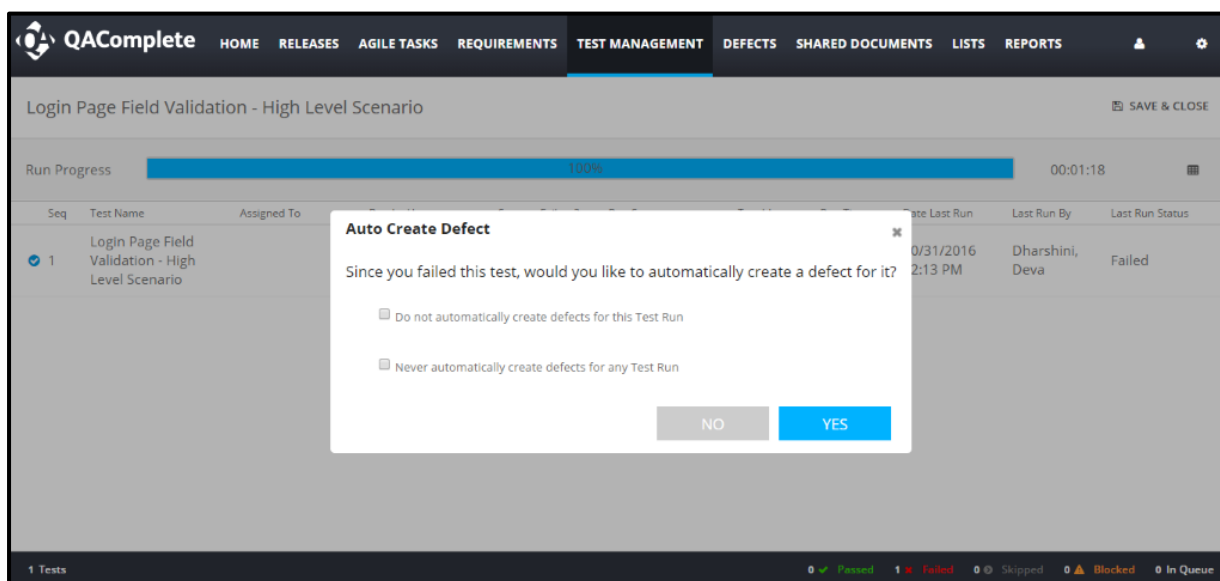 QAComplete HOME RELEASES AGILE TASKS REQUIREMENTS TEST MANAGEMENT DEFECTS SHARED DOCUMENTS LISTS REPORTS
Login Page Field Validation - High Level Scenario SAVE & CLOSE
Run Progress 100% 00:01:18
Seq Test Name Assigned To Date Last Run Last Run By Last Run Status
1 Login Page Field Validation - High Level Scenario 0/31/2016 2:13 PM Dharshini, Deva Failed
Auto Create Defect
Since you failed this test, would you like to automatically create a defect for it?
Do not automatically create defects for this Test Run
Never automatically create defects for any Test Run
NO YES
1 Tests 0 Passed 1 Failed 0 Skipped 0 Blocked 0 In Queue